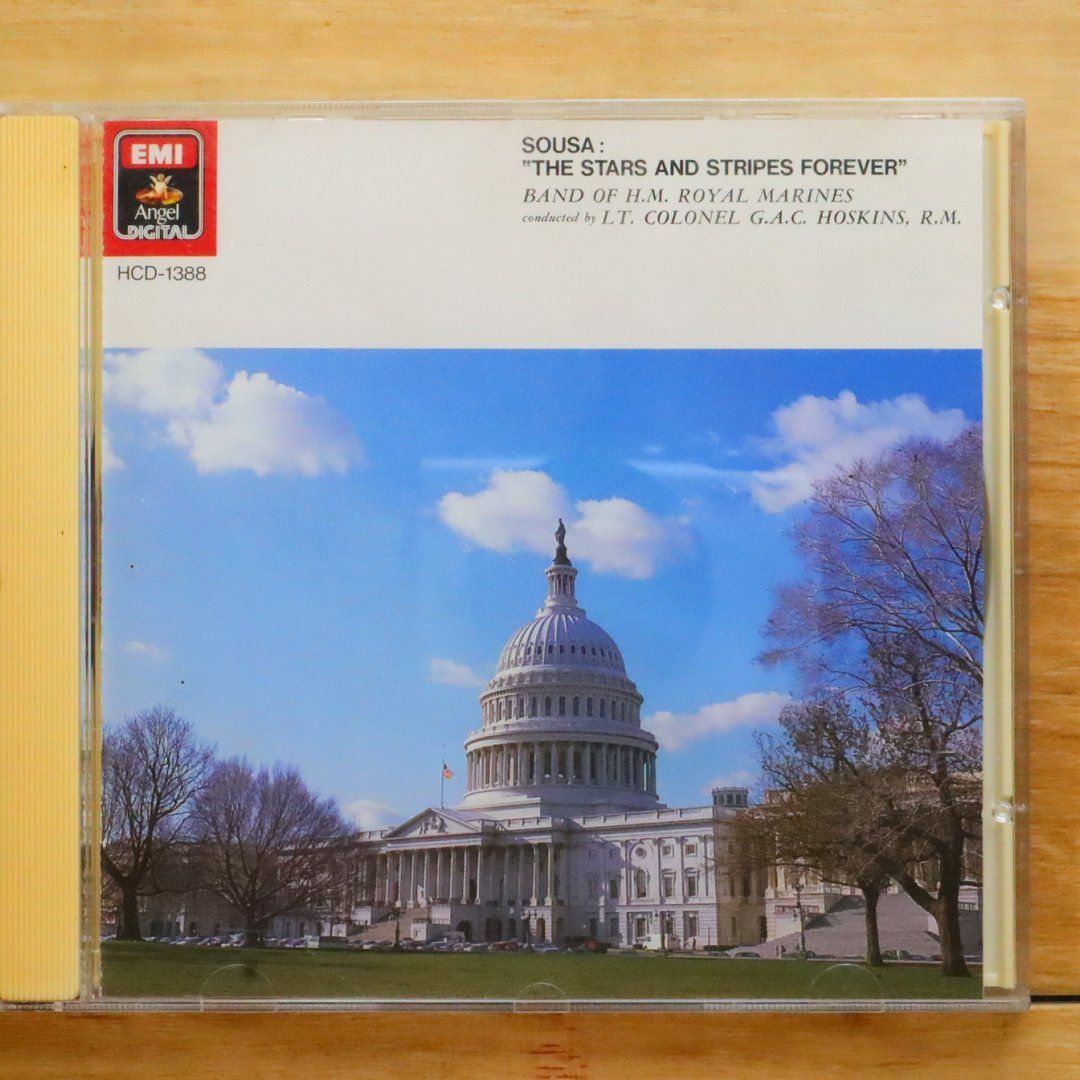 EMI
Angel
DIGITAL
HCD-1388
SOUSA :
"THE STARS AND STRIPES FOREVER"
BAND OF H.M. ROYAL MARINES
conducted by LT. COLONEL G.A.C. HOSKINS, R.M.